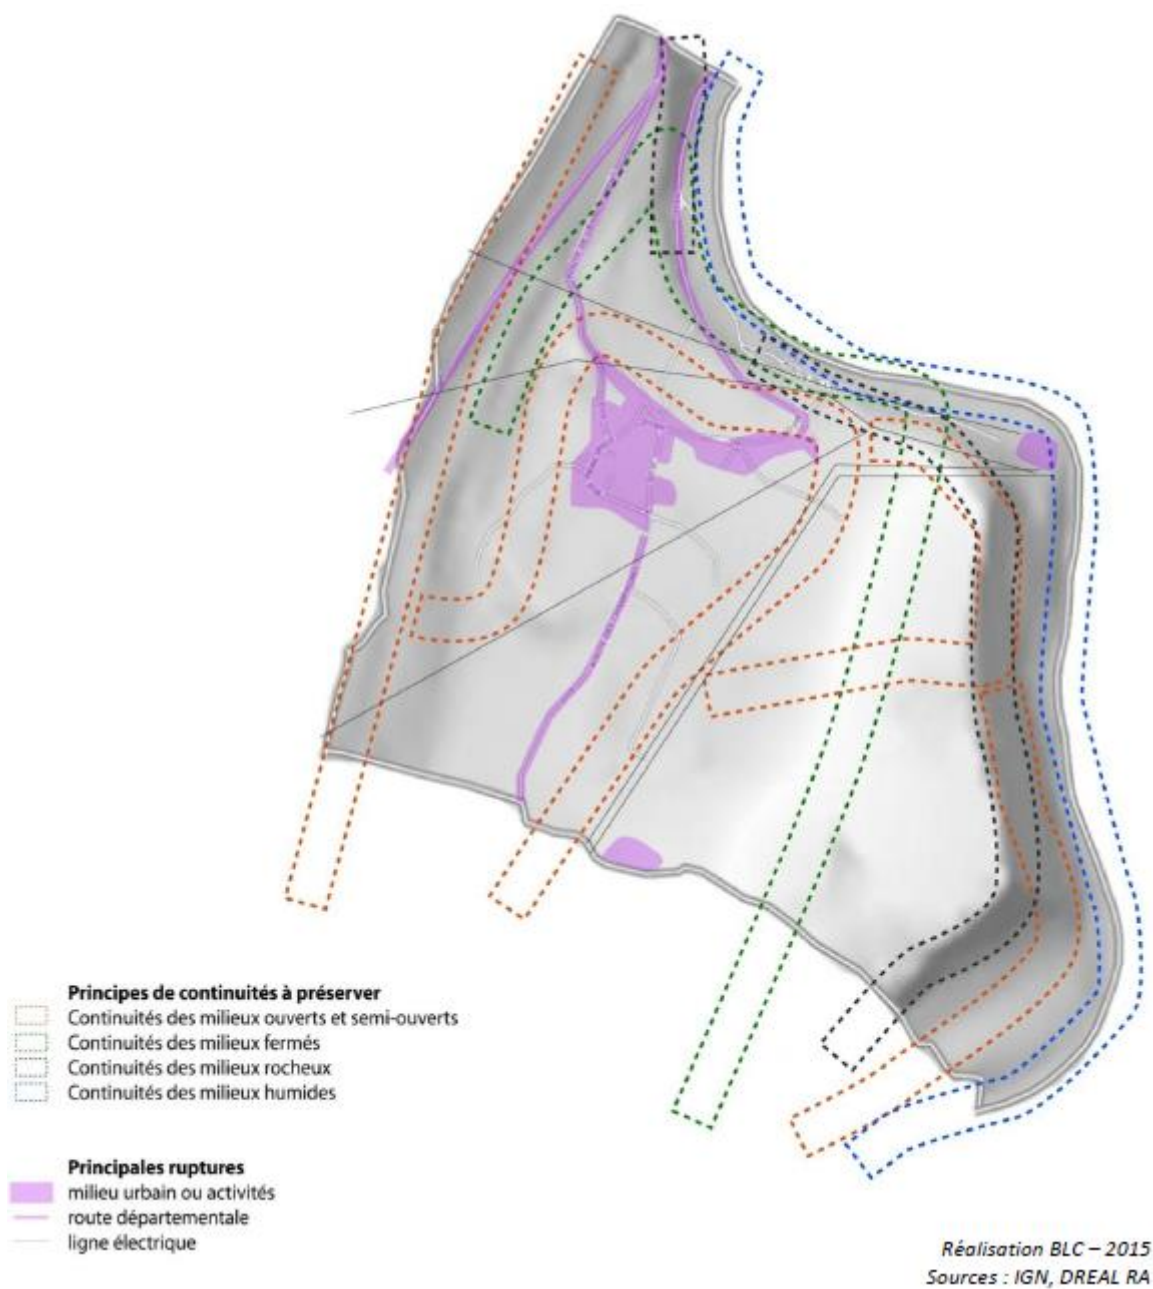 Principes de continuités à préserver
Continuités des milieux ouverts et semi-ouverts
Continuités des milieux fermés
Continuités des milieux rocheux
Continuités des milieux humides
Principales ruptures
milieu urbain ou activités
route départementale
ligne électrique
Réalisation BLC – 2015
Sources : IGN, DREAL RA